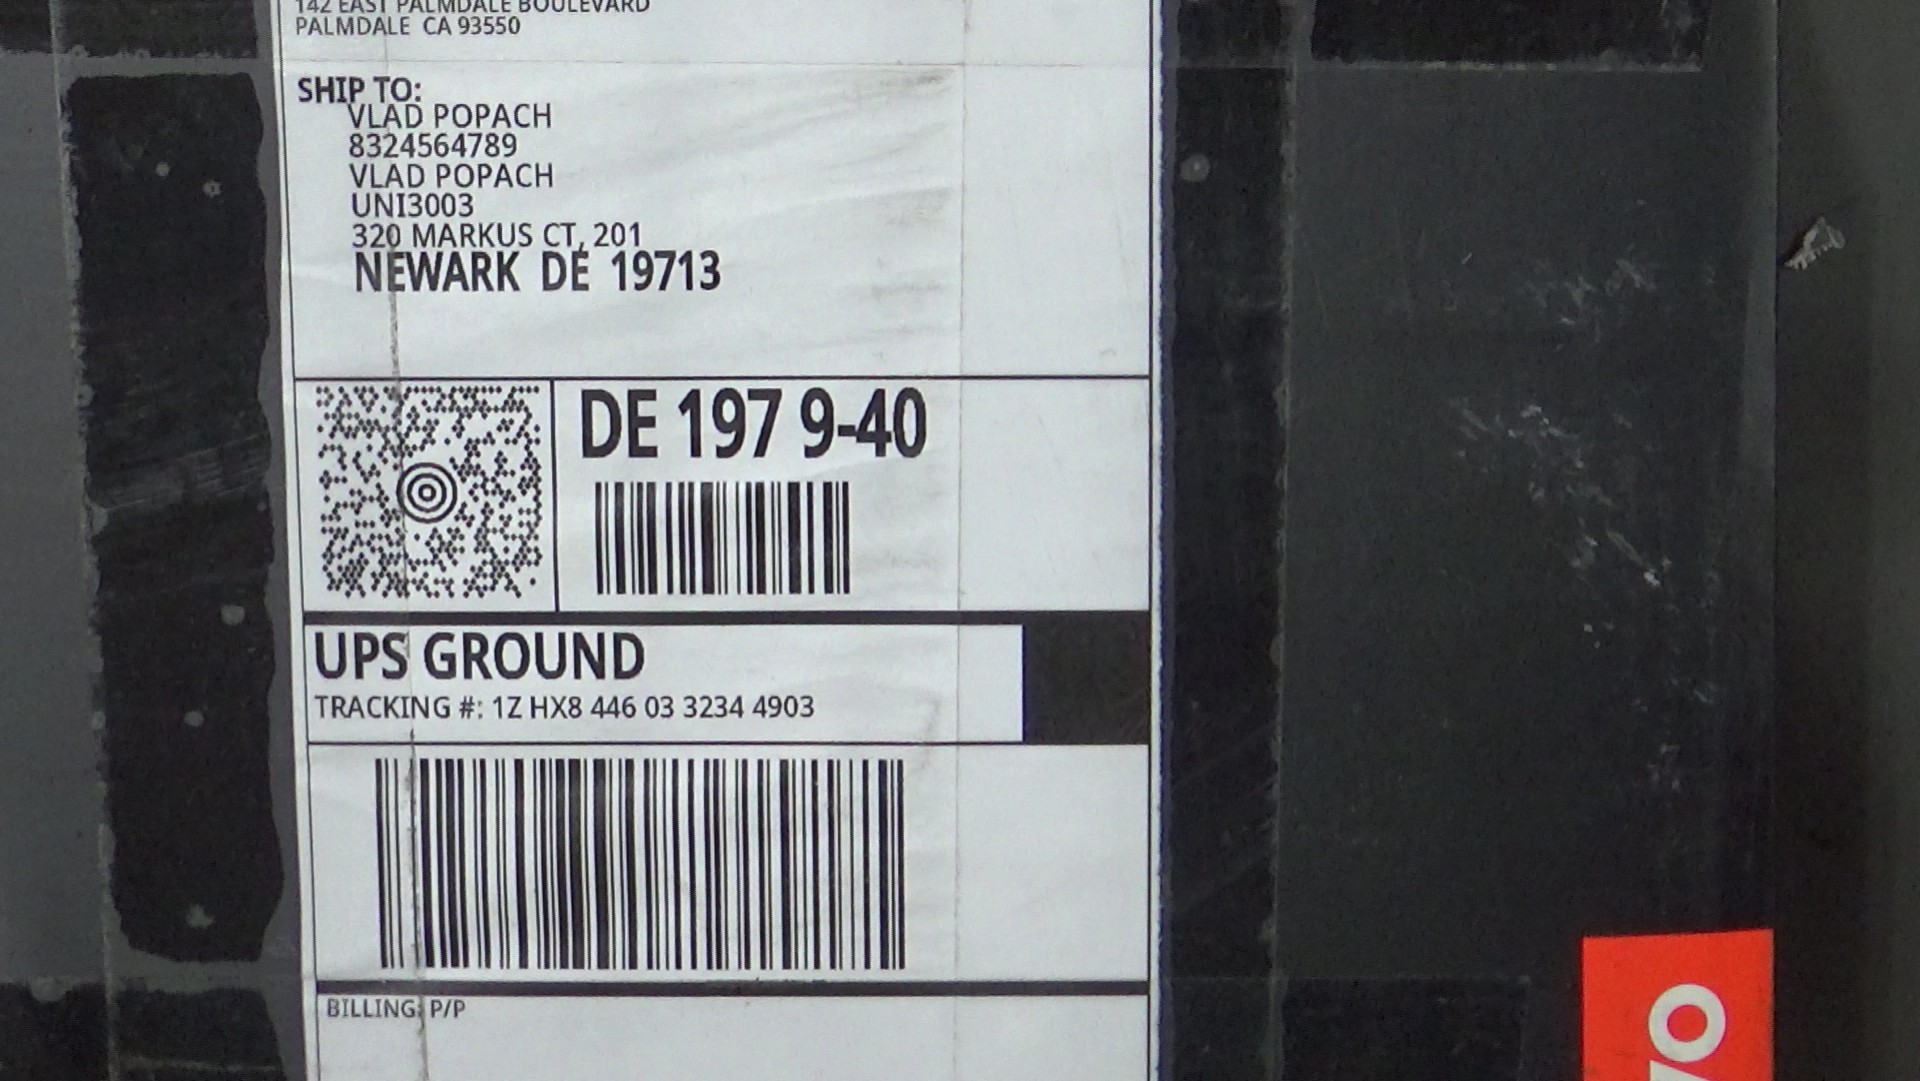 142 EAST PALMDALE BOULEVARD
PALMDALE CA 93550
SHIP TO:
VLAD POPACH
8324564789
VLAD POPACH
UNI3003
320 MARKUS CT, 201
NEWARK DE 19713
DE 197 9-40
UPS GROUND
TRACKING #: 1Z HX8 446 03 3234 4903
BILLING: P/P